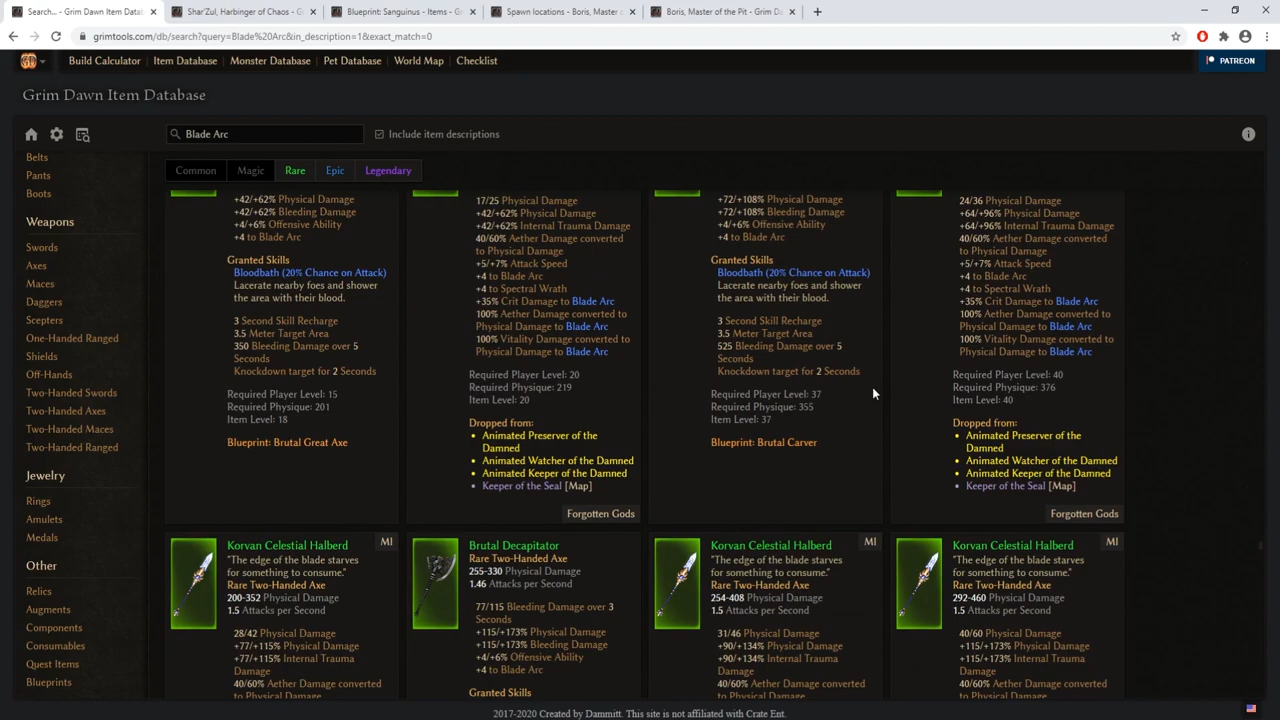 Search... - Grim Dawn Item Datab
Shar'Zul, Harbinger of Chaos - G
Blueprint: Sanguinus - Items - G
Spawn locations - Boris, Master o
Boris, Master of the Pit - Grim Da
grimtools.com/db/search?query=Blade%20Arc&in_description=1&exact_match=0
Build Calculator
Item Database
Monster Database
Pet Database
World Map
Checklist
PATREON
Grim Dawn Item Database
Blade Arc
Include item descriptions
Common
Magic
Rare
Epic
Legendary
Belts
Pants
Boots
Weapons
Swords
Axes
Maces
Daggers
Scepters
One-Handed Ranged
Shields
Off-Hands
Two-Handed Swords
Two-Handed Axes
Two-Handed Maces
Two-Handed Ranged
Jewelry
Rings
Amulets
Medals
Other
Relics
Augments
Components
Consumables
Quest Items
Blueprints
+42/+62% Physical Damage
+42/+62% Bleeding Damage
+4/+6% Offensive Ability
+4 to Blade Arc
Granted Skills
Bloodbath (20% Chance on Attack)
Lacerate nearby foes and shower
the area with their blood.
3 Second Skill Recharge
3.5 Meter Target Area
350 Bleeding Damage over 5
Seconds
Knockdown target for 2 Seconds
Required Player Level: 15
Required Physique: 201
Item Level: 18
Blueprint: Brutal Great Axe
17/25 Physical Damage
+42/+62% Physical Damage
+42/+62% Internal Trauma Damage
40/60% Aether Damage converted
to Physical Damage
+5/+7% Attack Speed
+4 to Blade Arc
+4 to Spectral Wrath
+35% Crit Damage to Blade Arc
100% Aether Damage converted to
Physical Damage to Blade Arc
100% Vitality Damage converted to
Physical Damage to Blade Arc
Required Player Level: 20
Required Physique: 219
Item Level: 20
Dropped from:
Animated Preserver of the
Damned
Animated Watcher of the Damned
Animated Keeper of the Damned
Keeper of the Seal [Map]
Forgotten Gods
+72/+108% Physical Damage
+72/+108% Bleeding Damage
+4/+6% Offensive Ability
+4 to Blade Arc
Granted Skills
Bloodbath (20% Chance on Attack)
Lacerate nearby foes and shower
the area with their blood.
3 Second Skill Recharge
3.5 Meter Target Area
525 Bleeding Damage over 5
Seconds
Knockdown target for 2 Seconds
Required Player Level: 37
Required Physique: 355
Item Level: 37
Blueprint: Brutal Carver
24/36 Physical Damage
+64/+96% Physical Damage
+64/+96% Internal Trauma Damage
40/60% Aether Damage converted
to Physical Damage
+5/+7% Attack Speed
+4 to Blade Arc
+4 to Spectral Wrath
+35% Crit Damage to Blade Arc
100% Aether Damage converted to
Physical Damage to Blade Arc
100% Vitality Damage converted to
Physical Damage to Blade Arc
Required Player Level: 40
Required Physique: 376
Item Level: 40
Dropped from:
Animated Preserver of the
Damned
Animated Watcher of the Damned
Animated Keeper of the Damned
Keeper of the Seal [Map]
Forgotten Gods
Korvan Celestial Halberd
MI
"The edge of the blade starves
for something to consume."
Rare Two-Handed Axe
200-352 Physical Damage
1.5 Attacks per Second
28/42 Physical Damage
+77/+115% Physical Damage
+77/+115% Internal Trauma
Damage
40/60% Aether Damage converted
to Physical Damage
Brutal Decapitator
Rare Two-Handed Axe
255-330 Physical Damage
1.46 Attacks per Second
77/115 Bleeding Damage over 3
Seconds
+115/+173% Physical Damage
+115/+173% Bleeding Damage
+4/+6% Offensive Ability
+4 to Blade Arc
Granted Skills
Korvan Celestial Halberd
MI
"The edge of the blade starves
for something to consume."
Rare Two-Handed Axe
254-408 Physical Damage
1.5 Attacks per Second
31/46 Physical Damage
+90/+134% Physical Damage
+90/+134% Internal Trauma
Damage
40/60% Aether Damage converted
to Physical Damage
Korvan Celestial Halberd
MI
"The edge of the blade starves
for something to consume."
Rare Two-Handed Axe
292-460 Physical Damage
1.5 Attacks per Second
40/60 Physical Damage
+115/+173% Physical Damage
+115/+173% Internal Trauma
Damage
40/60% Aether Damage converted
to Physical Damage
2017-2020 Created by Dammitt. This site is not affiliated with Crate Ent.